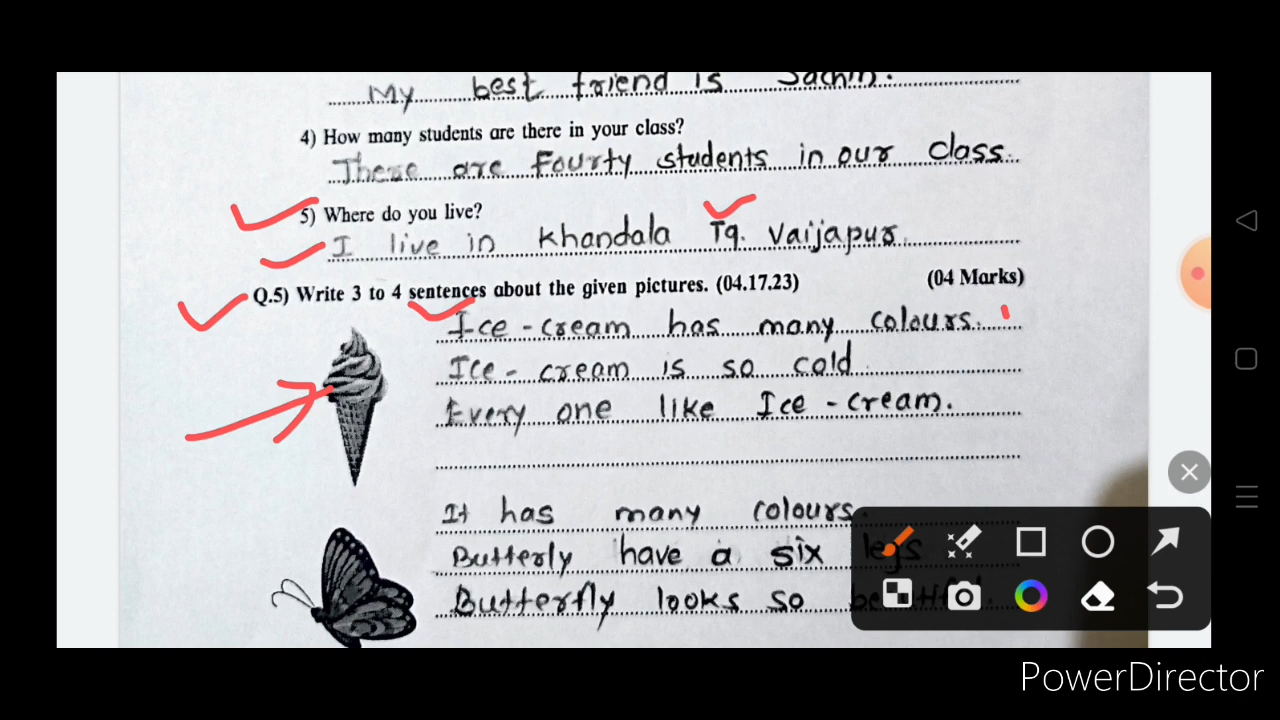 My best friend is Sachin.
4) How many students are there in your class?
There are Fourty students in our class.
5) Where do you live?
I live in Khandala Tq. Vaijapur.
Q.5) Write 3 to 4 sentences about the given pictures. (04.17.23) (04 Marks)
Ice-cream has many colours.
Ice-cream is so cold
Every one like Ice-cream.
It has many colours.
Butterly have a six legs
Butterfly looks so
PowerDirector